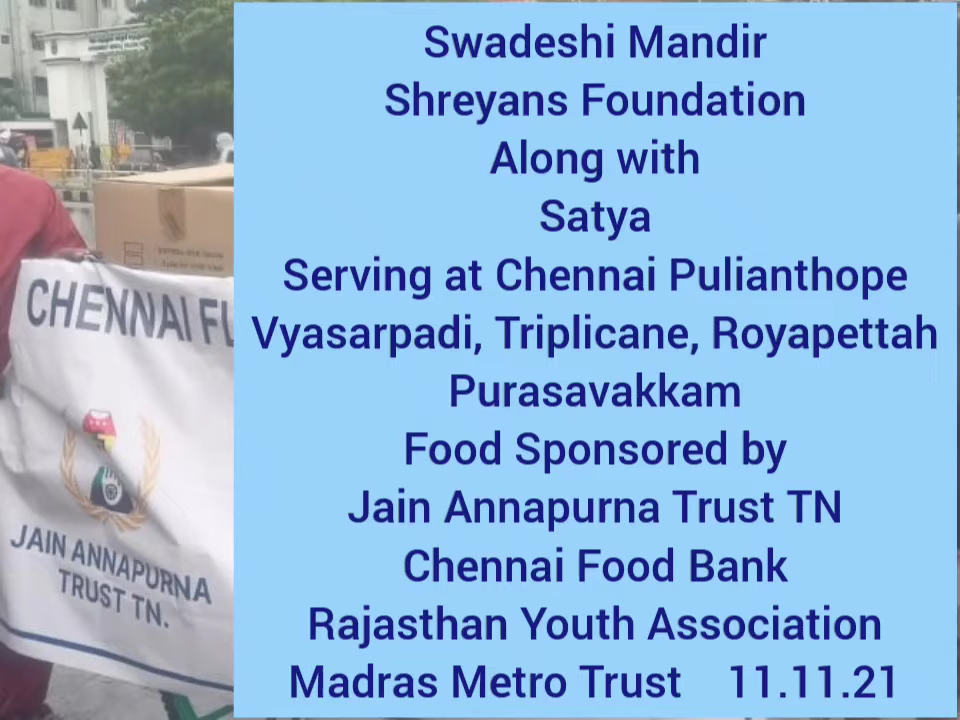 Swadeshi Mandir
Shreyans Foundation
Along with
Satya
Serving at Chennai Pulianthope
Vyasarpadi, Triplicane, Royapettah
Purasavakkam
Food Sponsored by
Jain Annapurna Trust TN
Chennai Food Bank
Rajasthan Youth Association
Madras Metro Trust 11.11.21
CHENNAI
JAIN ANNAPURNA
TRUST TN.